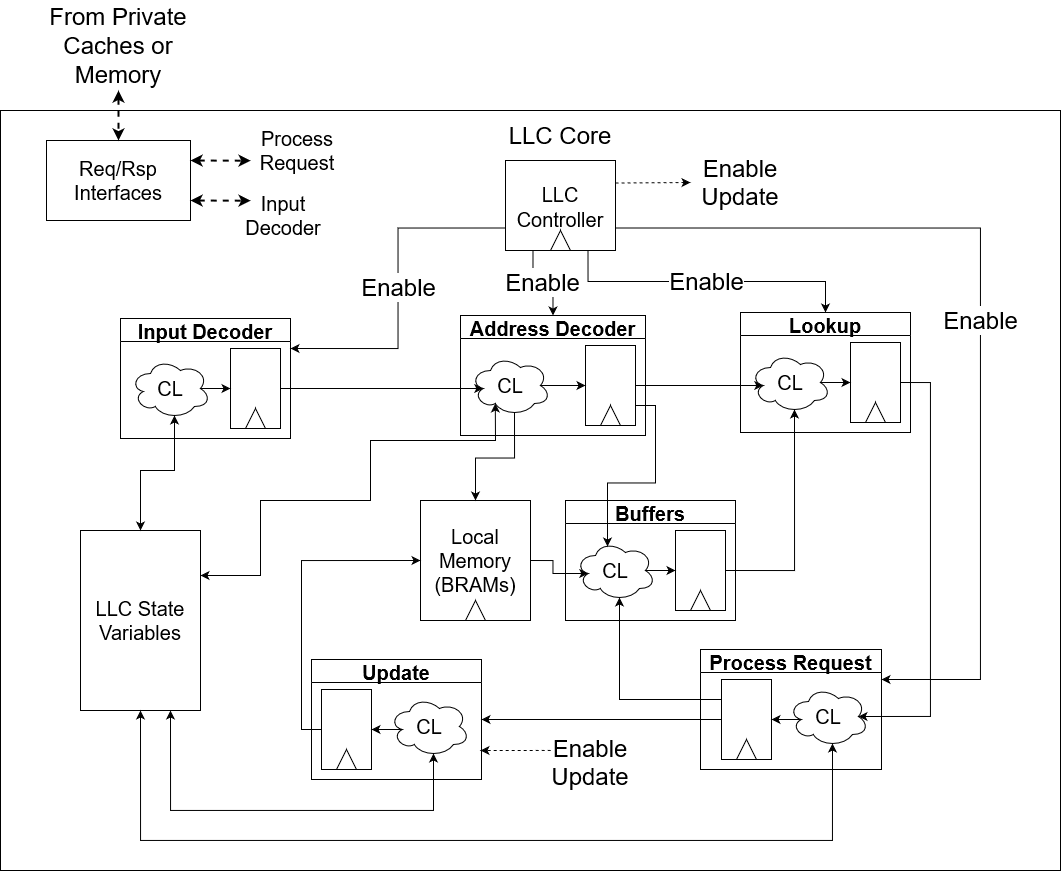 From Private
Caches or
Memory
Req/Rsp
Interfaces
Process
Request
Input
Decoder
LLC Core
LLC
Controller
Enable
Update
Enable
Enable
Enable
Enable
Input Decoder
CL
Address Decoder
CL
Lookup
CL
LLC State
Variables
Local
Memory
(BRAMs)
Buffers
CL
Update
CL
Enable
Update
Process Request
CL